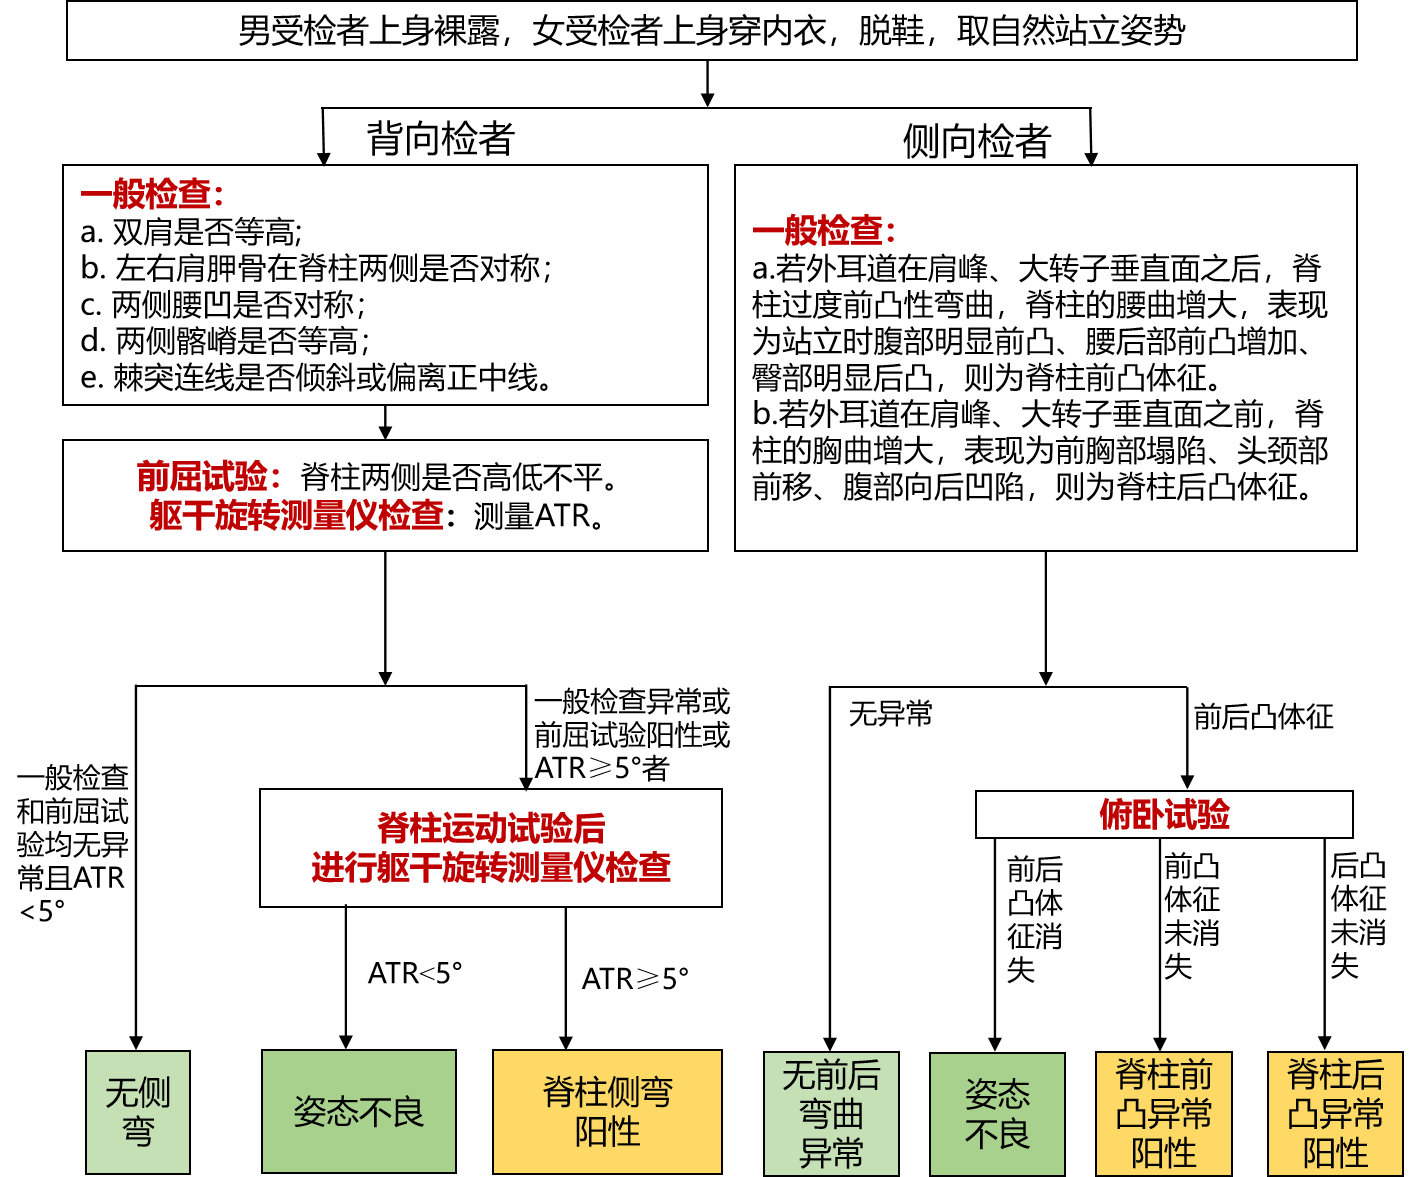 男受检者上身裸露，女受检者上身穿内衣，脱鞋，取自然站立姿势
背向检者
侧向检者
一般检查：
a. 双肩是否等高;
b. 左右肩胛骨在脊柱两侧是否对称；
c. 两侧腰凹是否对称；
d. 两侧髂嵴是否等高；
e. 棘突连线是否倾斜或偏离正中线。
一般检查：
a.若外耳道在肩峰、大转子垂直面之后，脊
柱过度前凸性弯曲，脊柱的腰曲增大，表现
为站立时腹部明显前凸、腰后部前凸增加、
臀部明显后凸，则为脊柱前凸体征。
b.若外耳道在肩峰、大转子垂直面之前，脊
柱的胸曲增大，表现为前胸部塌陷、头颈部
前移、腹部向后凹陷，则为脊柱后凸体征。
前屈试验：脊柱两侧是否高低不平。
躯干旋转测量仪检查：测量ATR。
一般检查
和前屈试
验均无异
常且ATR
<5°
一般检查异常或
前屈试验阳性或
ATR≥5°者
脊柱运动试验后
进行躯干旋转测量仪检查
ATR<5°
ATR≥5°
无异常
前后凸体征
俯卧试验
前后
凸体
征消
失
前凸
体征
未消
失
后凸
体征
未消
失
无侧
弯
姿态不良
脊柱侧弯
阳性
无前后
弯曲
异常
姿态
不良
脊柱前
凸异常
阳性
脊柱后
凸异常
阳性